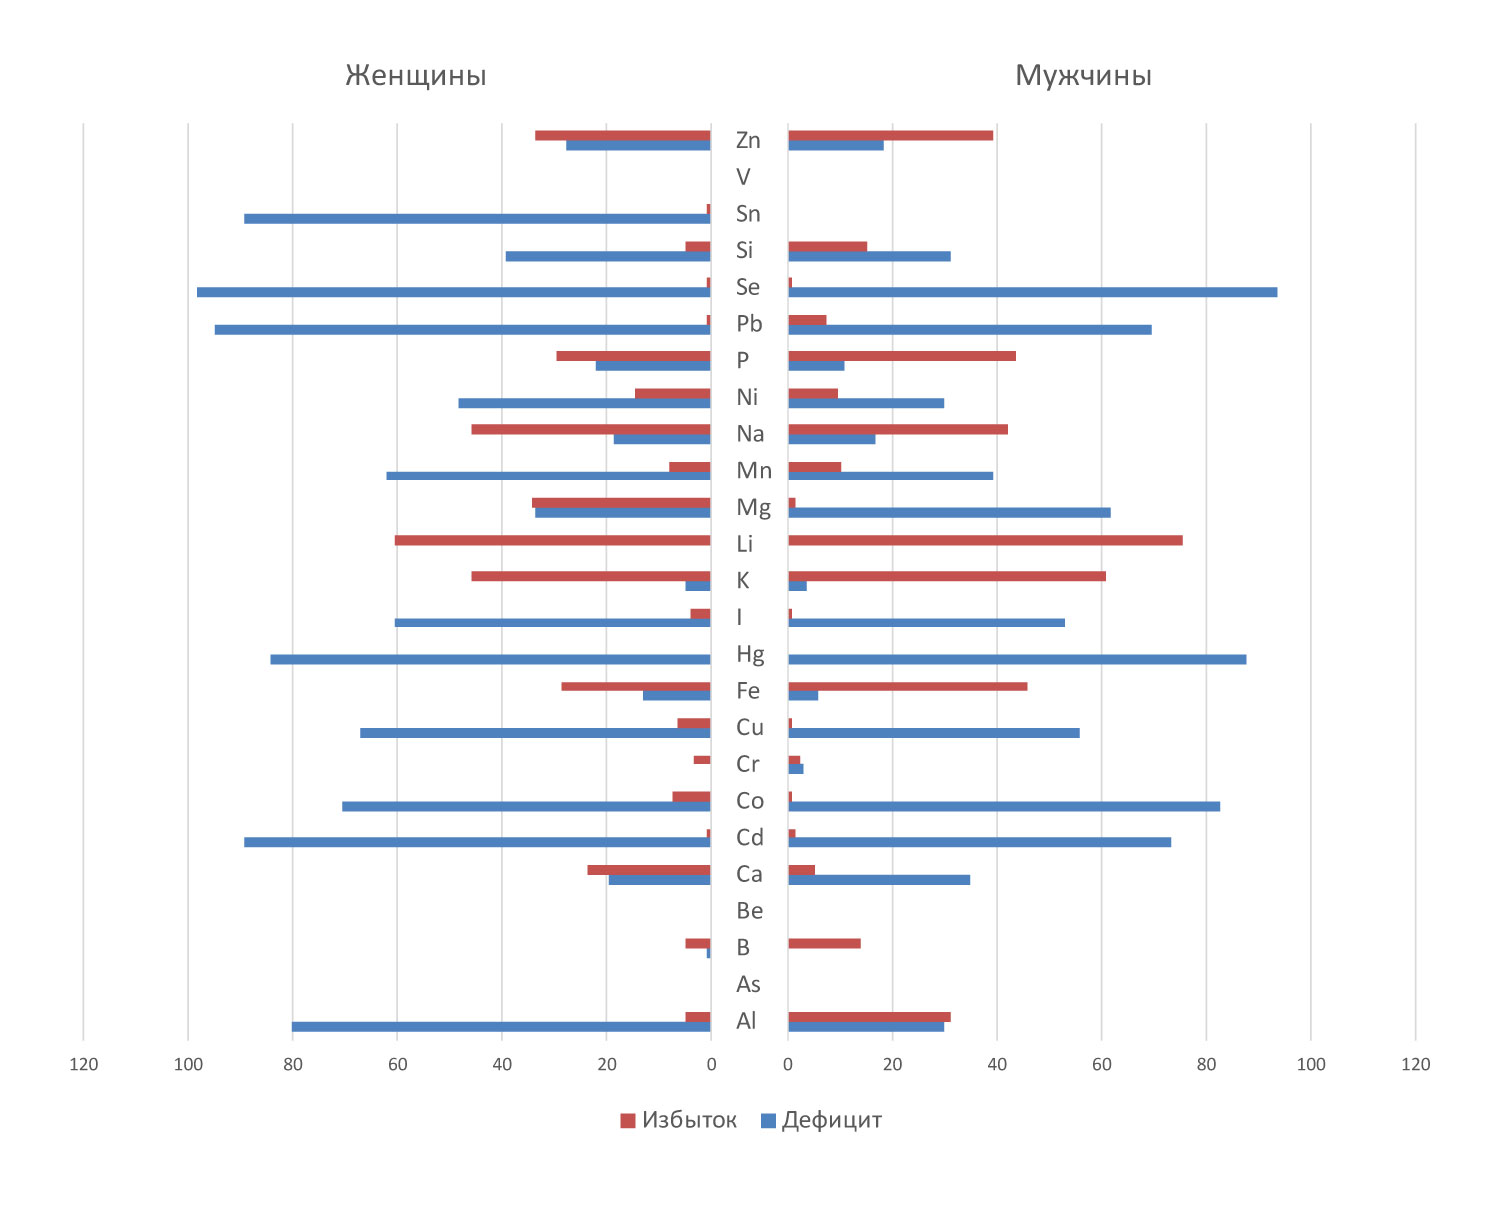 Женщины Мужчины
Zn
V
Sn
Si
Se
Pb
P
Ni
Na
Mn
Mg
Li
K
I
Hg
Fe
Cu
Cr
Co
Cd
Ca
Be
B
As
Al
120 100 80 60 40 20 0 0 20 40 60 80 100 120
Избыток Дефицит